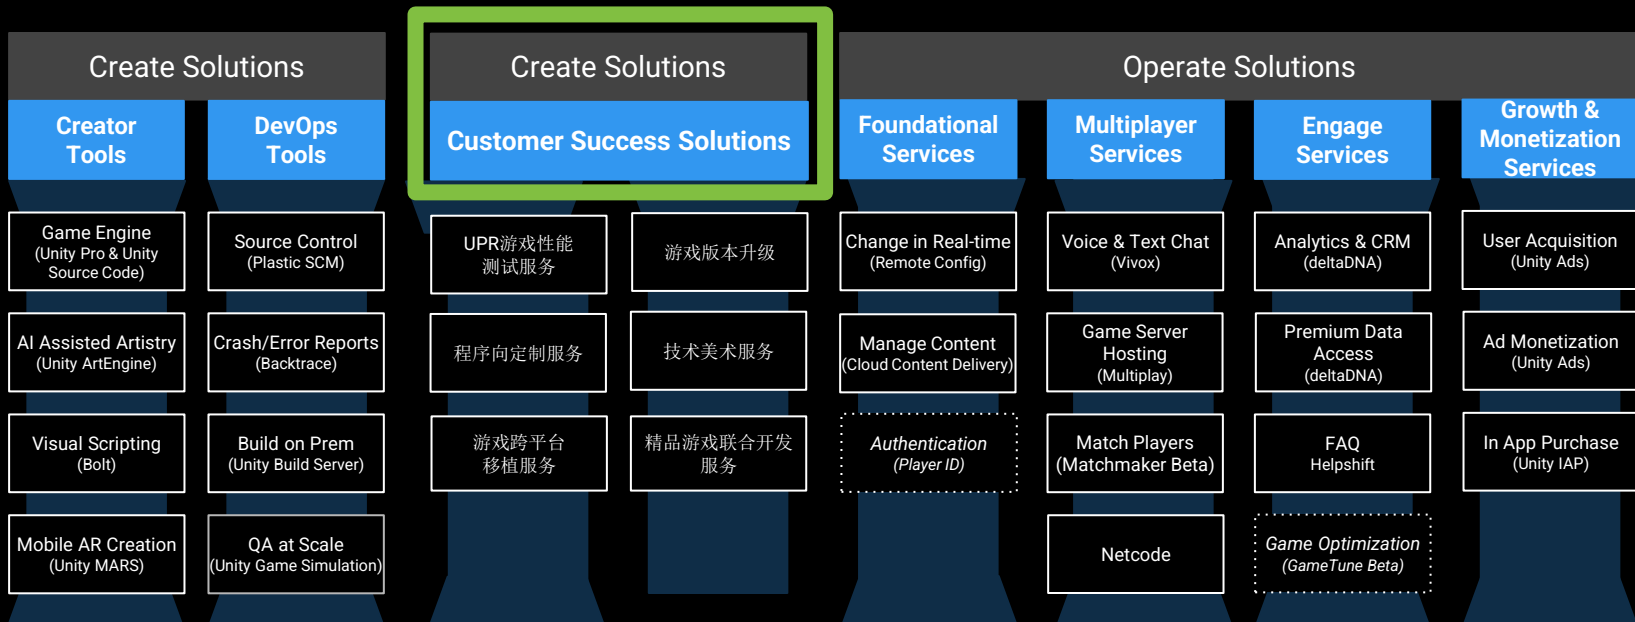 Create Solutions
Create Solutions
Operate Solutions
Creator
Tools
DevOps
Tools
Customer Success Solutions
Foundational
Services
Multiplayer
Services
Engage
Services
Growth &
Monetization
Services
Game Engine
(Unity Pro & Unity
Source Code)
Source Control
(Plastic SCM)
UPR游戏性能
测试服务
游戏版本升级
Change in Real-time
(Remote Config)
Voice & Text Chat
(Vivox)
Analytics & CRM
(deltaDNA)
User Acquisition
(Unity Ads)
AI Assisted Artistry
(Unity ArtEngine)
Crash/Error Reports
(Backtrace)
程序向定制服务
技术美术服务
Manage Content
(Cloud Content Delivery)
Game Server
Hosting
(Multiplay)
Premium Data
Access
(deltaDNA)
Ad Monetization
(Unity Ads)
Visual Scripting
(Bolt)
Build on Prem
(Unity Build Server)
游戏跨平台
移植服务
精品游戏联合开发
服务
Authentication
(Player ID)
Match Players
(Matchmaker Beta)
FAQ
Helpshift
In App Purchase
(Unity IAP)
Mobile AR Creation
(Unity MARS)
QA at Scale
(Unity Game Simulation)
Netcode
Game Optimization
(GameTune Beta)